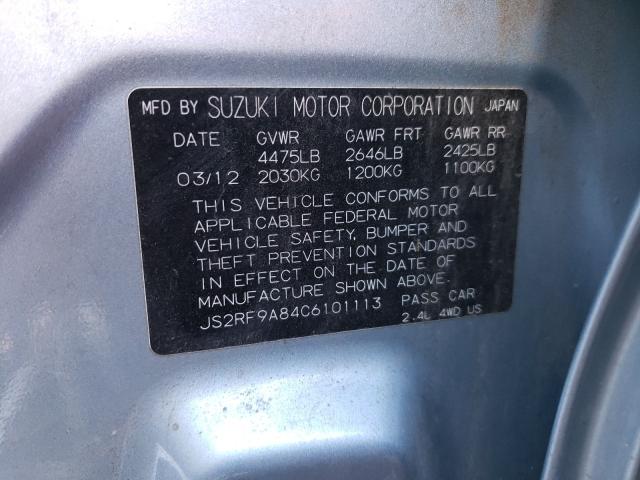 MFD BY SUZUKI MOTOR CORPORATION JAPAN
DATE GVWR GAWR FRT GAWR RR
4475LB 2646LB 2425LB
03/12 2030KG 1200KG 1100KG
THIS VEHICLE CONFORMS TO ALL
APPLICABLE FEDERAL MOTOR
VEHICLE SAFETY, BUMPER AND
THEFT PREVENTION STANDARDS
IN EFFECT ON THE DATE OF
MANUFACTURE SHOWN ABOVE.
JS2RF9A84C6101113 PASS CAR
2.4L 4WD US